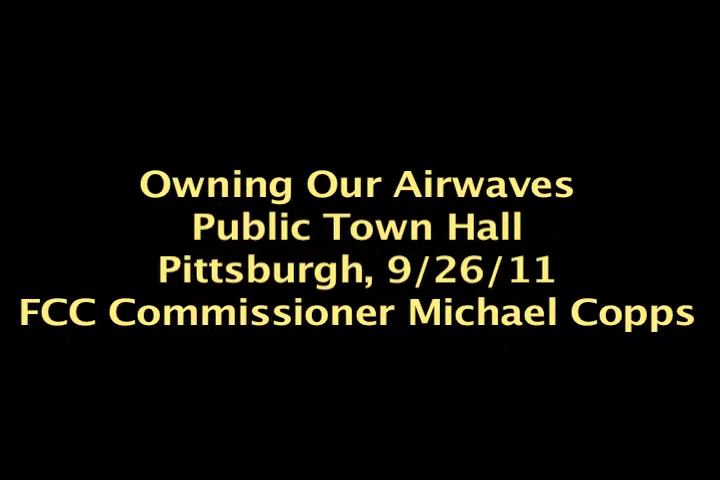 Owning Our Airwaves
Public Town Hall
Pittsburgh, 9/26/11
FCC Commissioner Michael Copps